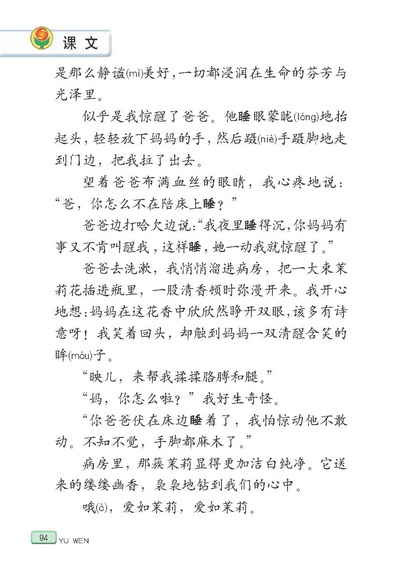 课文
是那么静谧(mì)美好,一切都浸润在生命的芬芳与
光泽里。
似乎是我惊醒了爸爸。他睡眼蒙眬(lóng)地抬
起头,轻轻放下妈妈的手,然后蹑(niè)手蹑脚地走
到门边,把我拉了出去。
望着爸爸布满血丝的眼睛,我心疼地说:
“爸,你怎么不在陪床上睡?”
爸爸边打哈欠边说:“我夜里睡得沉,你妈妈有
事又不肯叫醒我,这样睡,她一动我就惊醒了。”
爸爸去洗漱,我悄悄溜进病房,把一大束茉
莉花插进瓶里,一股清香顿时弥漫开来。我开心
地想:妈妈在这花香中欣欣然睁开双眼,该多有诗
意呀!我笑着回头,却触到妈妈一双清醒含笑的
眸(móu)子。
“映儿,来帮我揉揉胳膊和腿。”
“妈,你怎么啦?”我好生奇怪。
“你爸爸伏在床边睡着了,我怕惊动他不敢
动。不知不觉,手脚都麻木了。”
病房里,那簇茉莉显得更加洁白纯净。它送
来的缕缕幽香,袅袅地钻到我们的心中。
哦(ò),爱如茉莉,爱如茉莉。
94
YU WEN